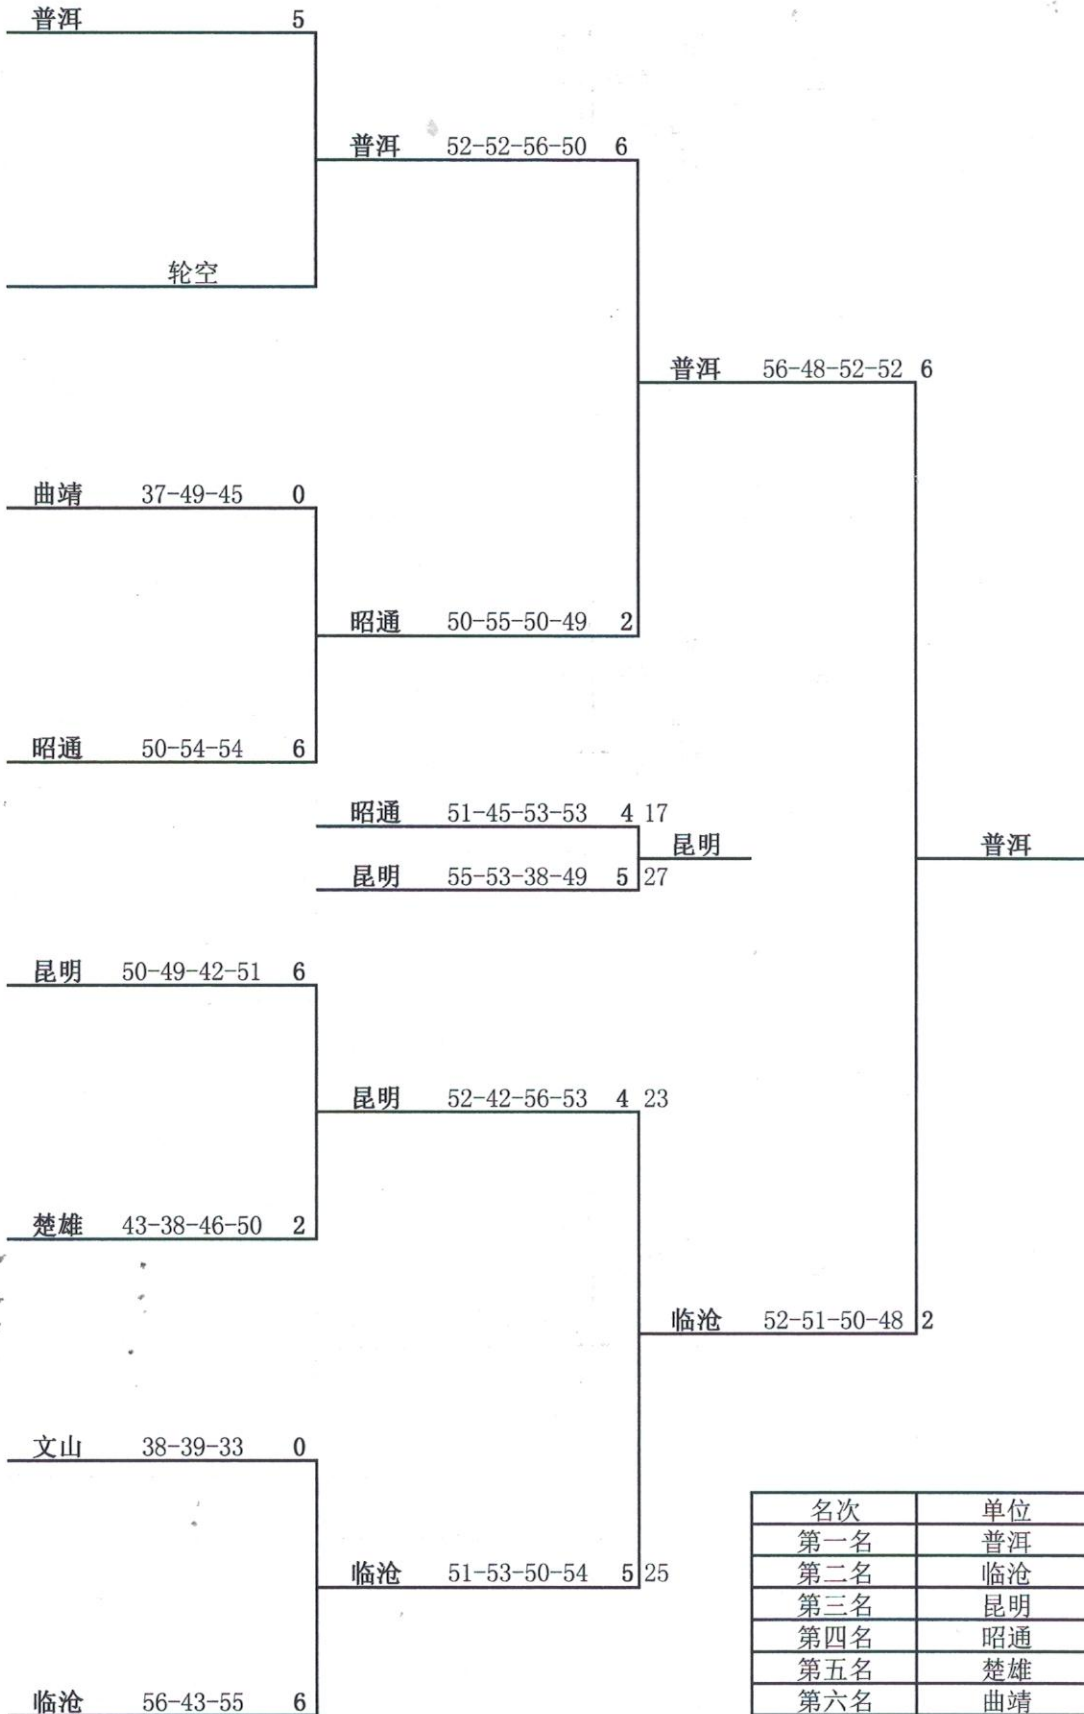 普洱 5
普洱 52-52-56-50 6
轮空
普洱 56-48-52-52 6
曲靖 37-49-45 0
昭通 50-55-50-49 2
昭通 50-54-54 6
昭通 51-45-53-53 4 17
昆明 普洱
昆明 55-53-38-49 5 27
昆明 50-49-42-51 6
昆明 52-42-56-53 4 23
楚雄 43-38-46-50 2
临沧 52-51-50-48 2
文山 38-39-33 0
名次 单位
第一名 普洱
临沧 51-53-50-54 5 25 第二名 临沧
第三名 昆明
第四名 昭通
第五名 楚雄
临沧 56-43-55 6 第六名 曲靖